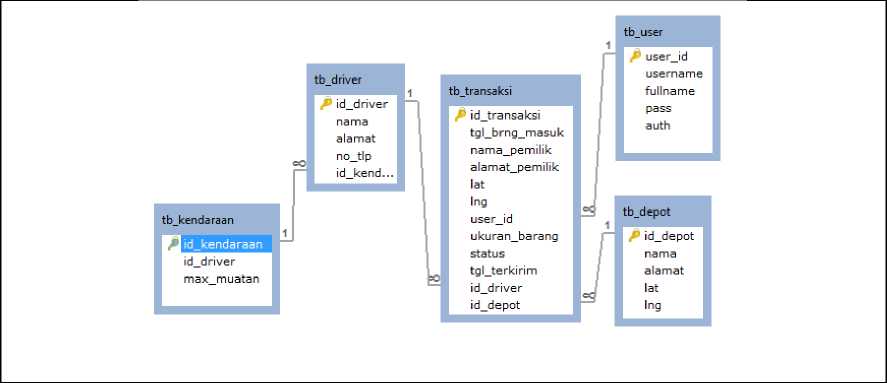 tb_user
user_id
username
fullname
pass
auth
tb_driver
id_driver
nama
alamat
no_tlp
id_kend...
tb_transaksi
id_transaksi
tgl_brng_masuk
nama_pemilik
alamat_pemilik
lat
lng
user_id
ukuran_barang
status
tgl_terkirim
id_driver
id_depot
tb_kendaraan
id_kendaraan
id_driver
max_muatan
tb_depot
id_depot
nama
alamat
lat
lng
1
∞
1
∞
1
∞
1
∞